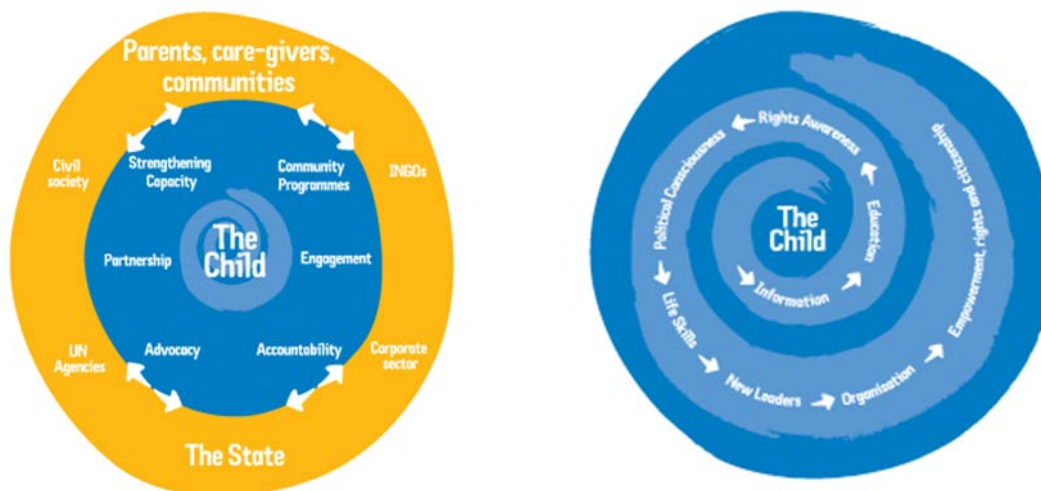 Parents, care-givers,
communities
Civil
society
Strengthening
Capacity
Community
Programmes
INGOs
The
Child
Partnership
Engagement
UN
Agencies
Advocacy
Accountability
Corporate
sector
The State
The
Child
Information
Education
Rights Awareness
Political Consciousness
Life Skills
New Leaders
Organisation
Empowerment, rights and citizenship